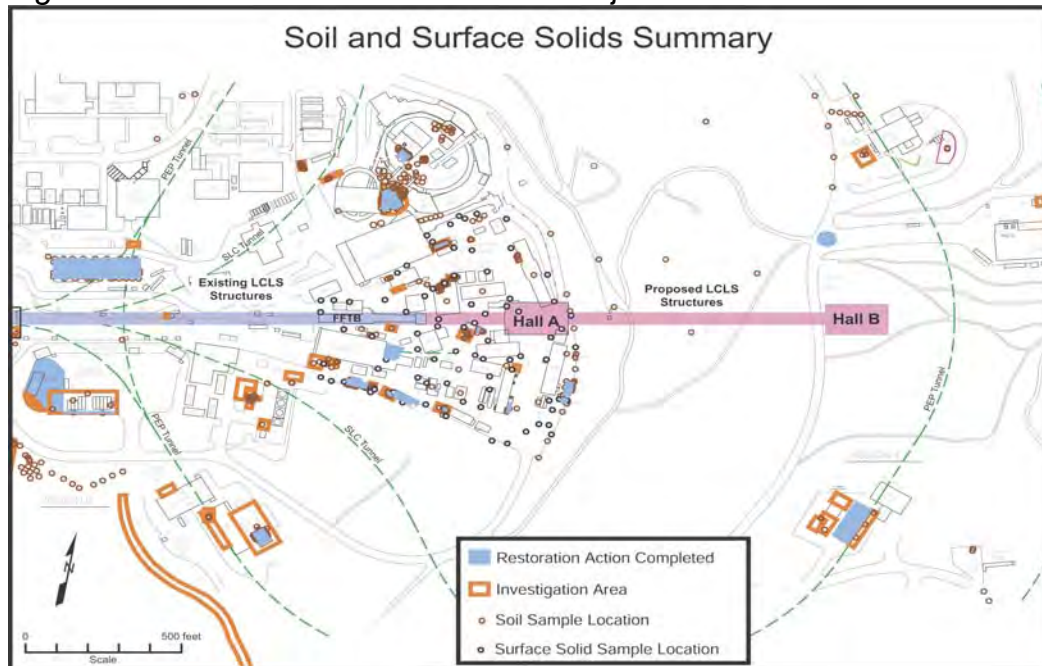 Soil and Surface Solids Summary
PEP Tunnel
SLC Tunnel
Existing LCLS
Structures
Proposed LCLS
Structures
FFTB
Hall A
Hall B
PEP Tunnel
PEP Tunnel
SLC Tunnel
N
Restoration Action Completed
Investigation Area
Soil Sample Location
Surface Solid Sample Location
0
500 feet
Scale